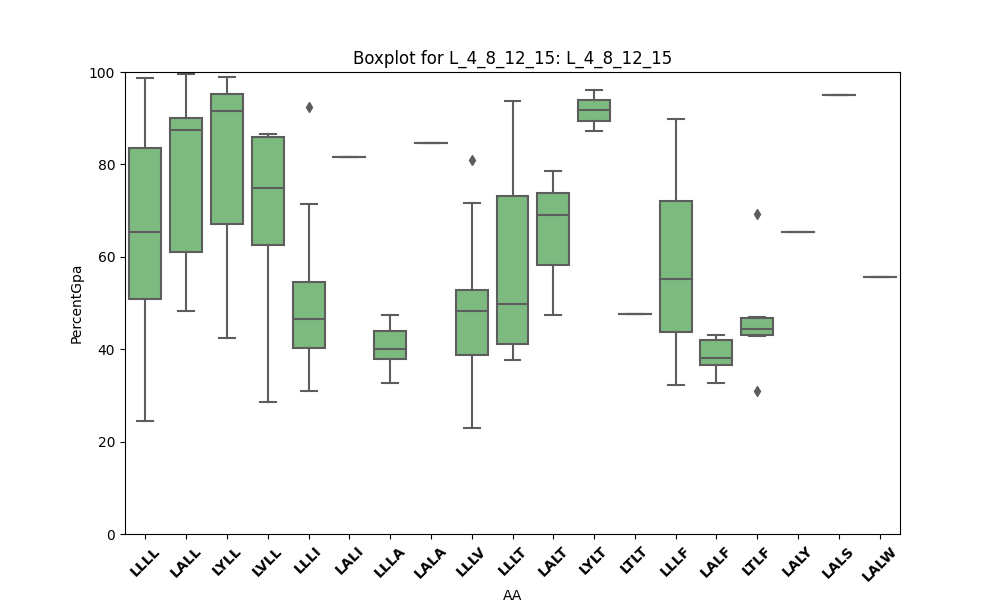 Boxplot for L_4_8_12_15: L_4_8_12_15
100
80
60
40
20
0
PercentGpa
LLLL LALL LYLL LVLL LLLI LALI LLLA LALA LLLV LLLT LALT LYLT LTLT LLLF LALF LTLF LALY LALS LALW
AA